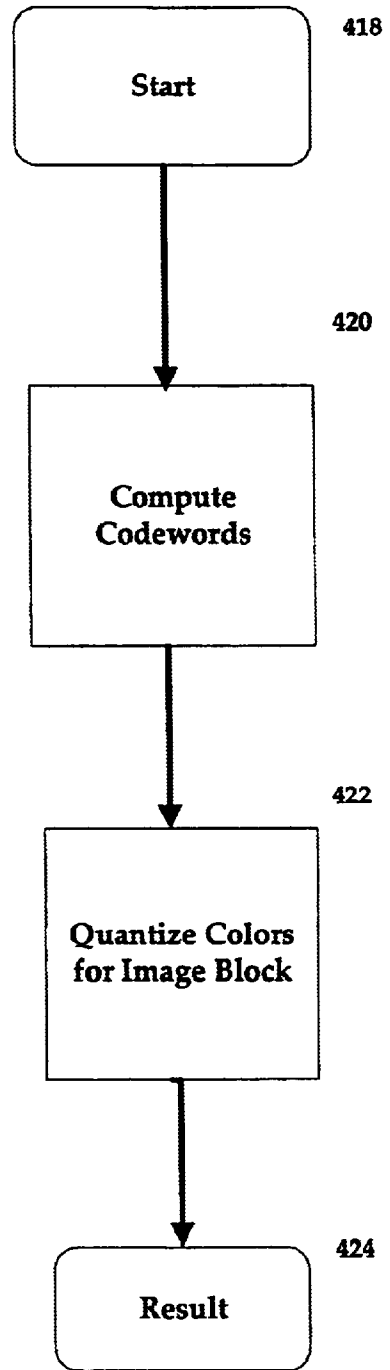 418
Start
420
Compute
Codewords
422
Quantize Colors
for Image Block
424
Result